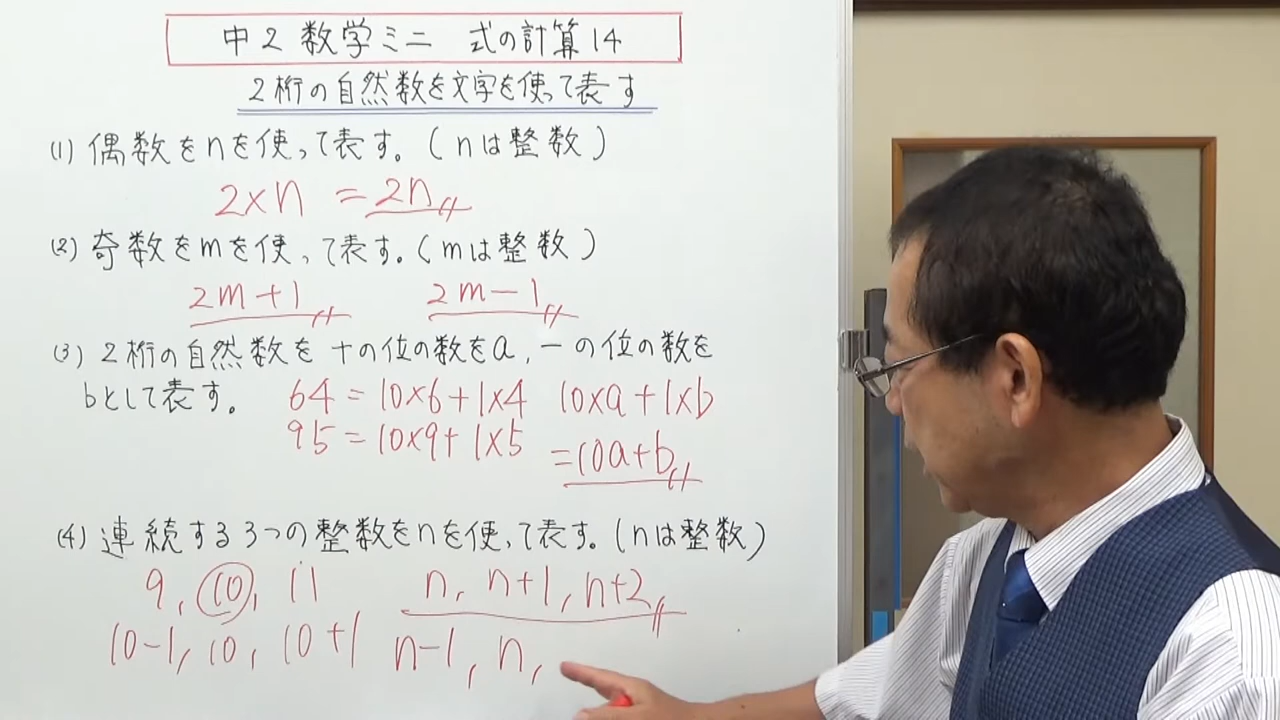 中2 数学ミニ 式の計算14
2桁の自然数を文字を使って表す
(1) 偶数をnを使って表す。(nは整数)
2×n = 2n
(2) 奇数をmを使って表す。(mは整数)
2m+1 2m-1
(3) 2桁の自然数を 十の位の数をa, 一の位の数を
bとして表す。
64 = 10×6+1×4 10×a+1×b
95 = 10×9+1×5 =10a+b
(4) 連続する3つの整数をnを使って表す。(nは整数)
9, 10, 11 n, n+1, n+2
10-1, 10, 10+1 n-1, n,